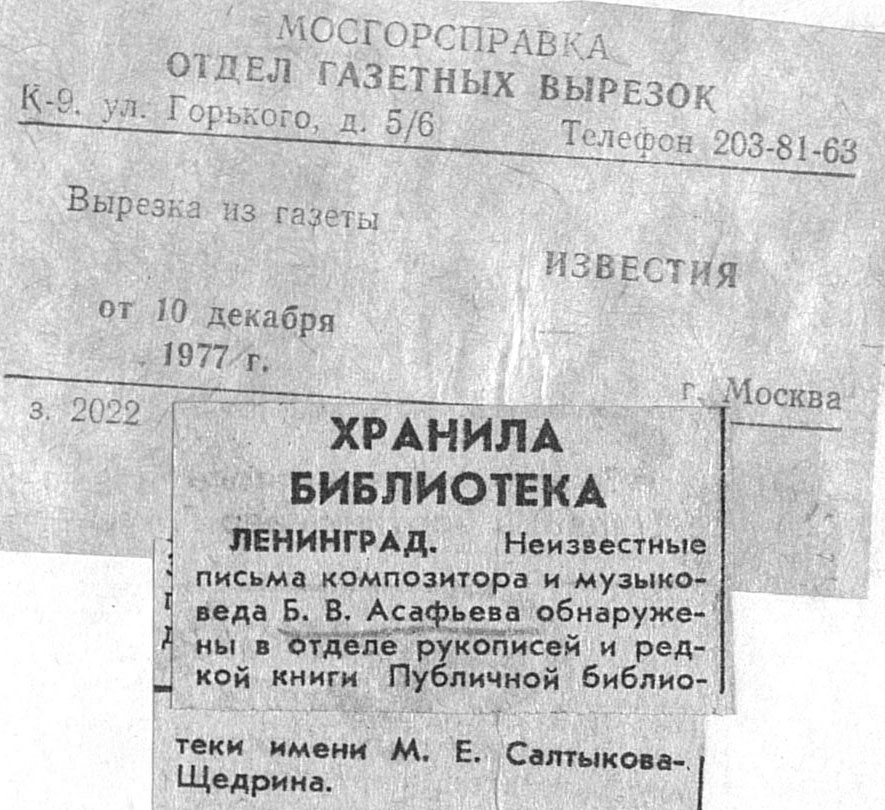 МОСГОРСПРАВКА
ОТДЕЛ ГАЗЕТНЫХ ВЫРЕЗОК
К-9. ул. Горького, д. 5/6 Телефон 203-81-63
Вырезка из газеты
ИЗВЕСТИЯ
от 10 декабря
1977 г.
г. Москва
з. 2022
ХРАНИЛА
БИБЛИОТЕКА
ЛЕНИНГРАД. Неизвестные
письма композитора и музыко-
веда Б. В. Асафьева обнаруже-
ны в отделе рукописей и ред-
кой книги Публичной библио-
теки имени М. Е. Салтыкова-
Щедрина.